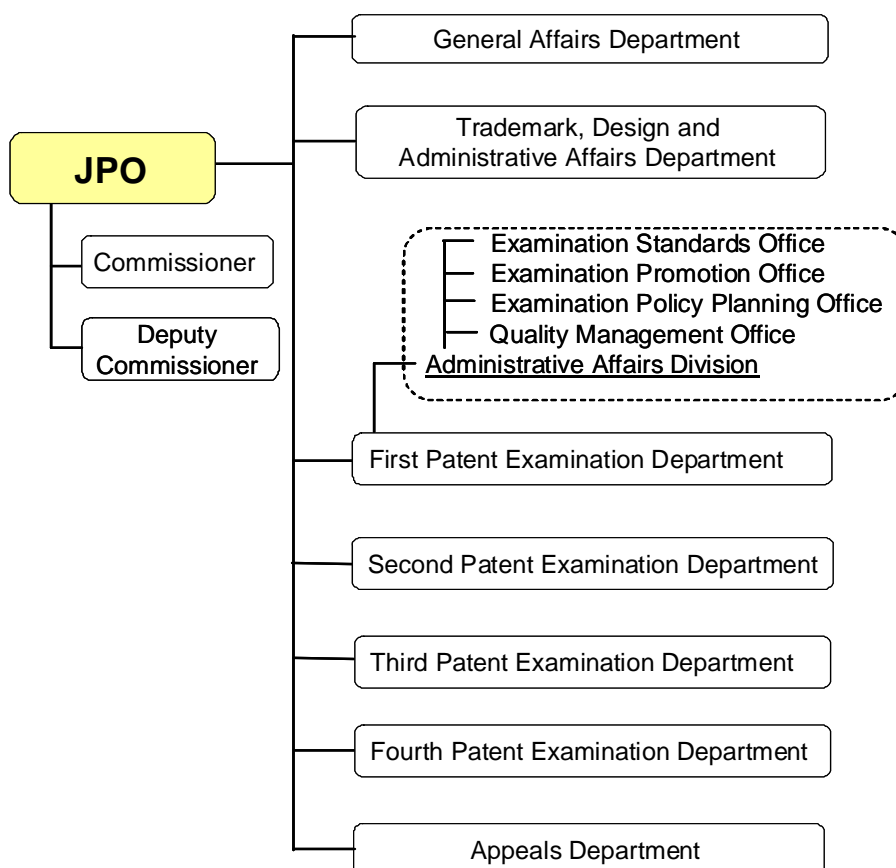 General Affairs Department
Trademark, Design and
Administrative Affairs Department
JPO
Commissioner
Deputy
Commissioner
Examination Standards Office
Examination Promotion Office
Examination Policy Planning Office
Quality Management Office
Administrative Affairs Division
First Patent Examination Department
Second Patent Examination Department
Third Patent Examination Department
Fourth Patent Examination Department
Appeals Department